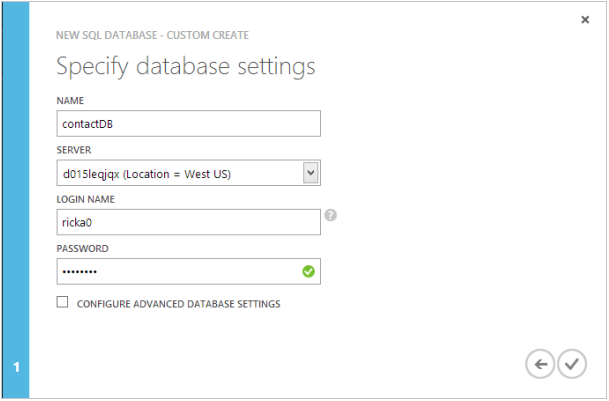 NEW SQL DATABASE - CUSTOM CREATE
Specify database settings
NAME
contactDB
SERVER
d015leqjqx (Location = West US)
LOGIN NAME
ricka0
?
PASSWORD
••••••••
CONFIGURE ADVANCED DATABASE SETTINGS
1